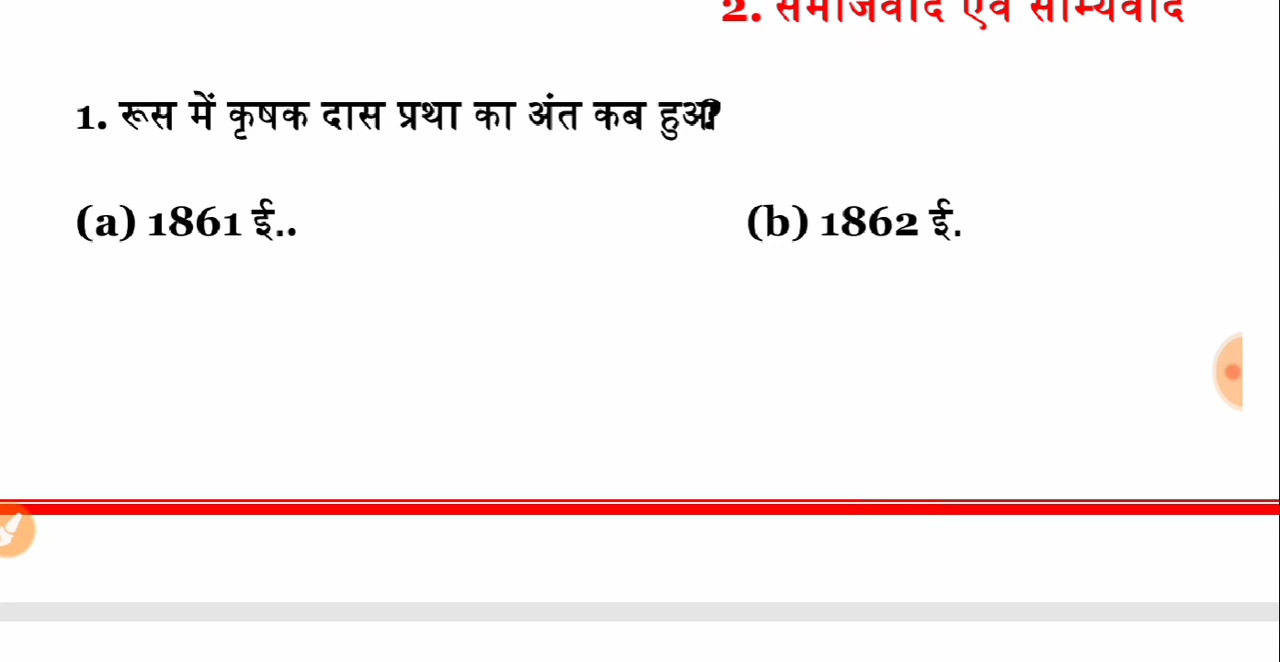 2. समाजवाद एवं साम्यवाद
1. रूस में कृषक दास प्रथा का अंत कब हुआ?
(a) 1861 ई.. (b) 1862 ई.